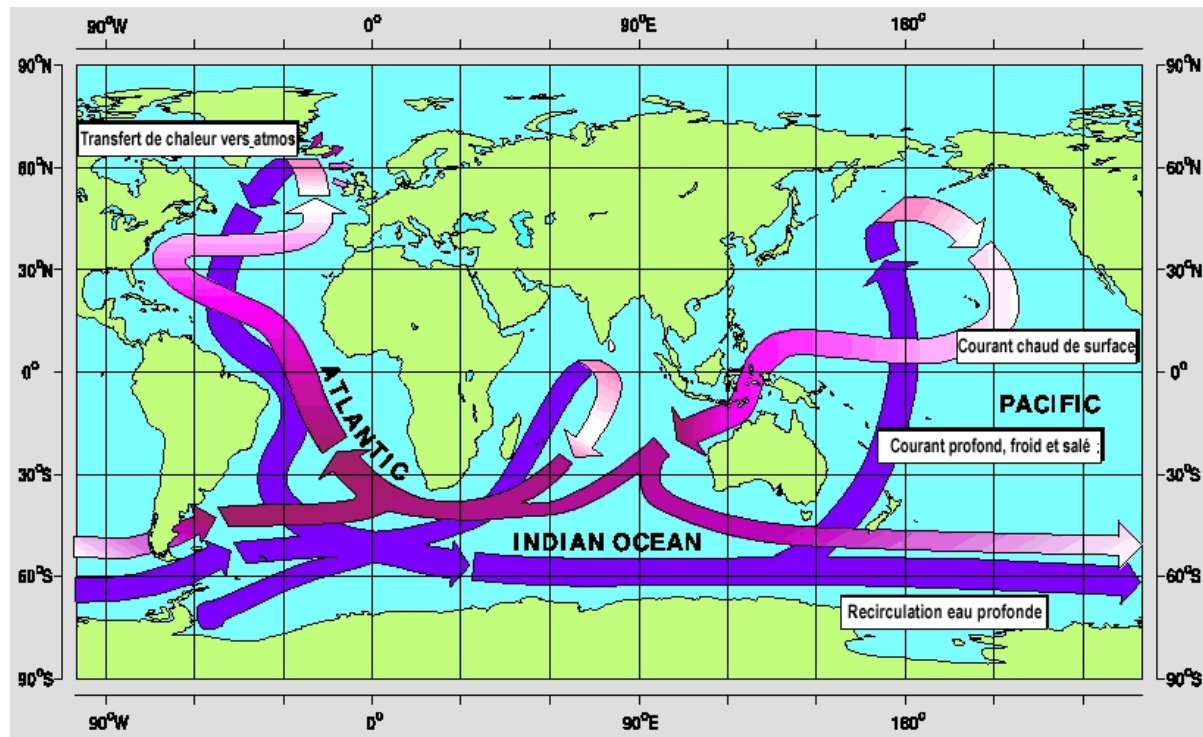 90°W 0° 90°E 180°
90°N 90°N
Transfert de chaleur vers atmos
60°N 60°N
30°N 30°N
Courant chaud de surface
0° 0°
ATLANTIC
PACIFIC
Courant profond, froid et salé :
30°S 30°S
INDIAN OCEAN
60°S 60°S
Recirculation eau profonde
90°S 90°S
90°W 0° 90°E 180°